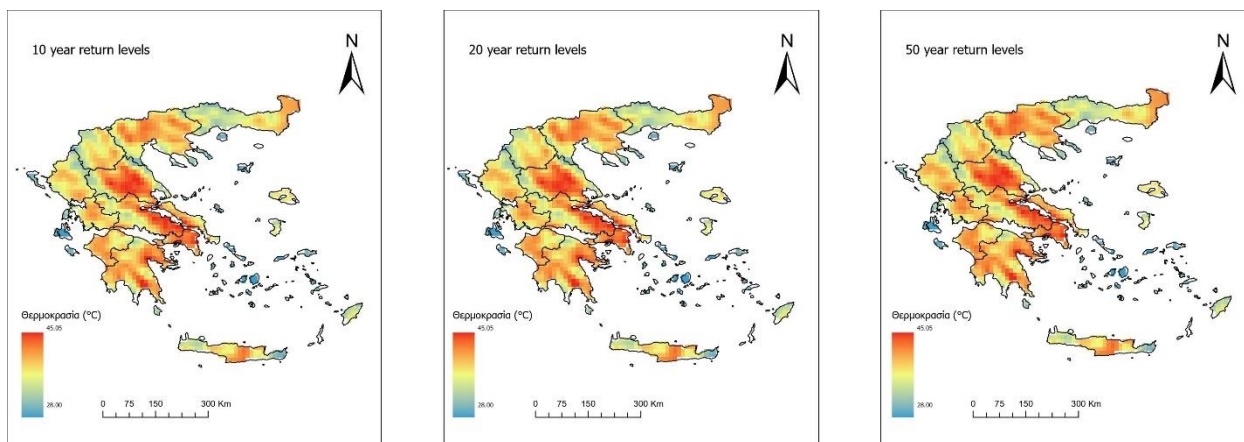 10 year return levels
N
Θερμοκρασία (°C)
45.05
28.00
0 75 150 300 Km
20 year return levels
N
Θερμοκρασία (°C)
45.05
28.00
0 75 150 300 Km
50 year return levels
N
Θερμοκρασία (°C)
45.05
28.00
0 75 150 300 Km